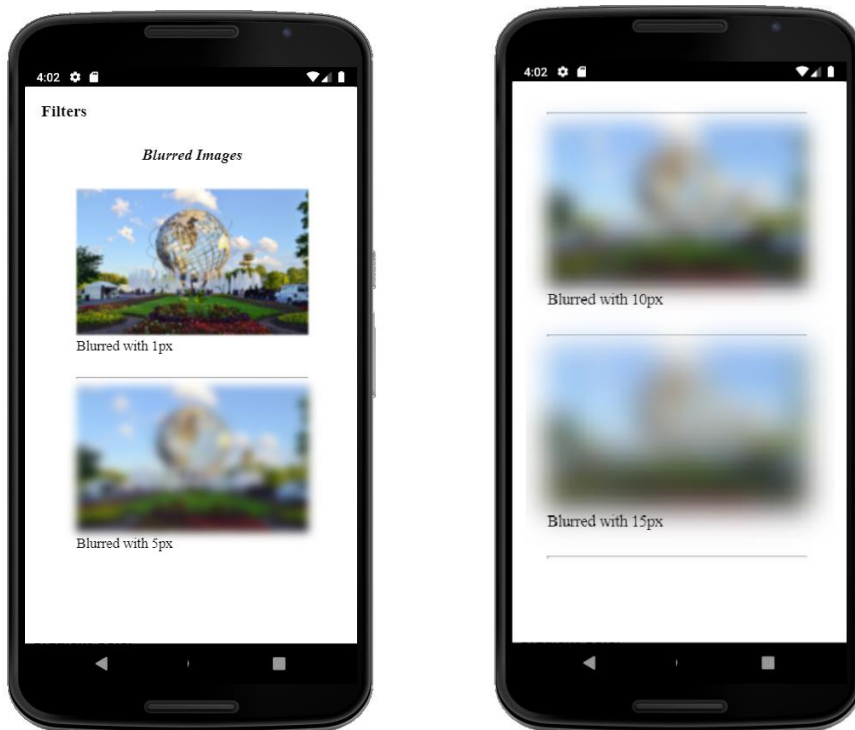 4:02
Filters
Blurred Images
Blurred with 1px
Blurred with 5px
4:02
Blurred with 10px
Blurred with 15px